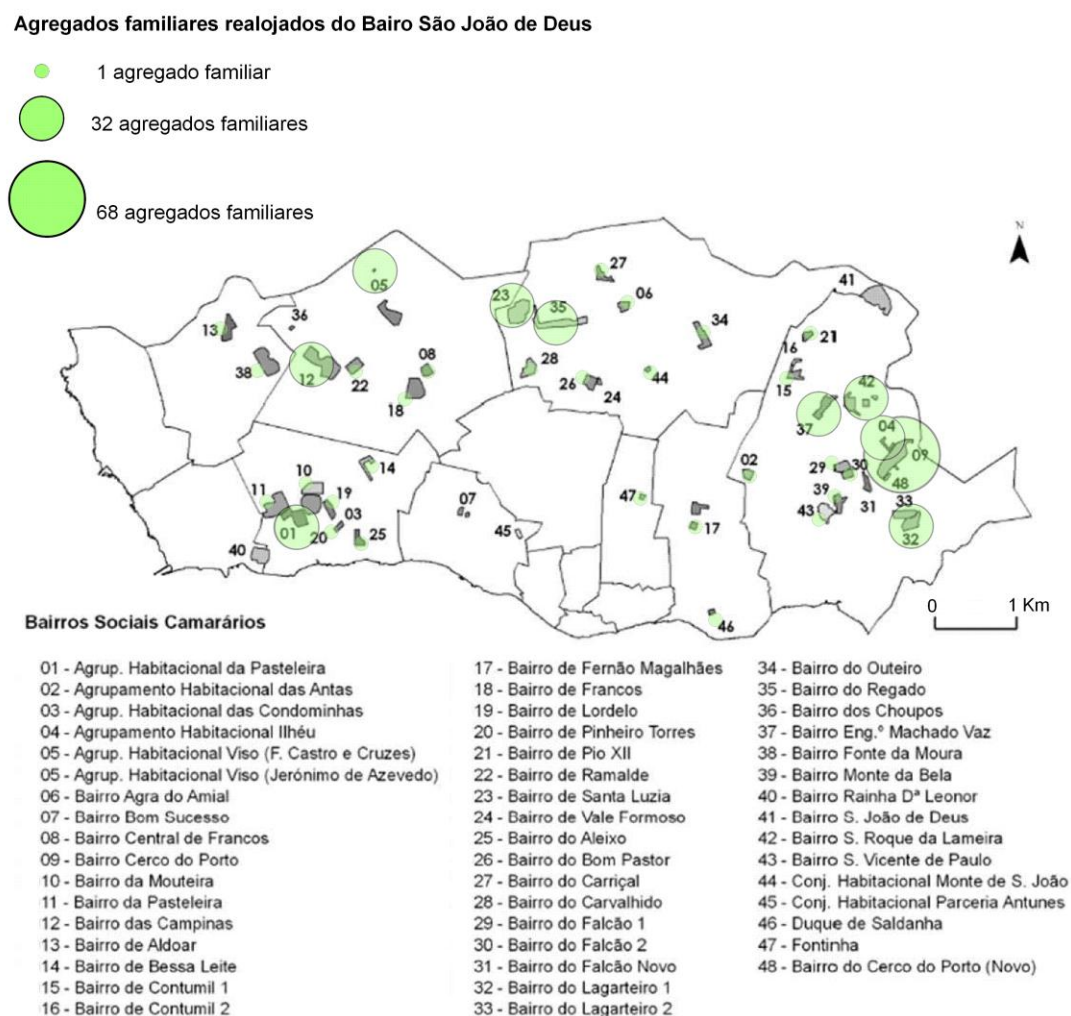 Agregados familiares realojados do Bairo São João de Deus
1 agregado familiar
32 agregados familiares
68 agregados familiares
N
27
41
05
23
35
06
36
13
34
21
16
38
12
22
08
28
26
24
44
15
42
18
37
04
09
14
10
29
30
48
02
11
19
07
47
39
31
33
03
01
20
25
45
17
43
32
40
46
0 1 Km
Bairros Sociais Camarários
01 - Agrup. Habitacional da Pasteleira
02 - Agrupamento Habitacional das Antas
03 - Agrup. Habitacional das Condominhas
04 - Agrupamento Habitacional Ilhéu
05 - Agrup. Habitacional Viso (F. Castro e Cruzes)
05 - Agrup. Habitacional Viso (Jerónimo de Azevedo)
06 - Bairro Agra do Amial
07 - Bairro Bom Sucesso
08 - Bairro Central de Francos
09 - Bairro Cerco do Porto
10 - Bairro da Mouteira
11 - Bairro da Pasteleira
12 - Bairro das Campinas
13 - Bairro de Aldoar
14 - Bairro de Bessa Leite
15 - Bairro de Contumil 1
16 - Bairro de Contumil 2
17 - Bairro de Fernão Magalhães
18 - Bairro de Francos
19 - Bairro de Lordelo
20 - Bairro de Pinheiro Torres
21 - Bairro de Pio XII
22 - Bairro de Ramalde
23 - Bairro de Santa Luzia
24 - Bairro de Vale Formoso
25 - Bairro do Aleixo
26 - Bairro do Bom Pastor
27 - Bairro do Carriçal
28 - Bairro do Carvalhido
29 - Bairro do Falcão 1
30 - Bairro do Falcão 2
31 - Bairro do Falcão Novo
32 - Bairro do Lagarteiro 1
33 - Bairro do Lagarteiro 2
34 - Bairro do Outeiro
35 - Bairro do Regado
36 - Bairro dos Choupos
37 - Bairro Eng.º Machado Vaz
38 - Bairro Fonte da Moura
39 - Bairro Monte da Bela
40 - Bairro Rainha Dª Leonor
41 - Bairro S. João de Deus
42 - Bairro S. Roque da Lameira
43 - Bairro S. Vicente de Paulo
44 - Conj. Habitacional Monte de S. João
45 - Conj. Habitacional Parceria Antunes
46 - Duque de Saldanha
47 - Fontinha
48 - Bairro do Cerco do Porto (Novo)